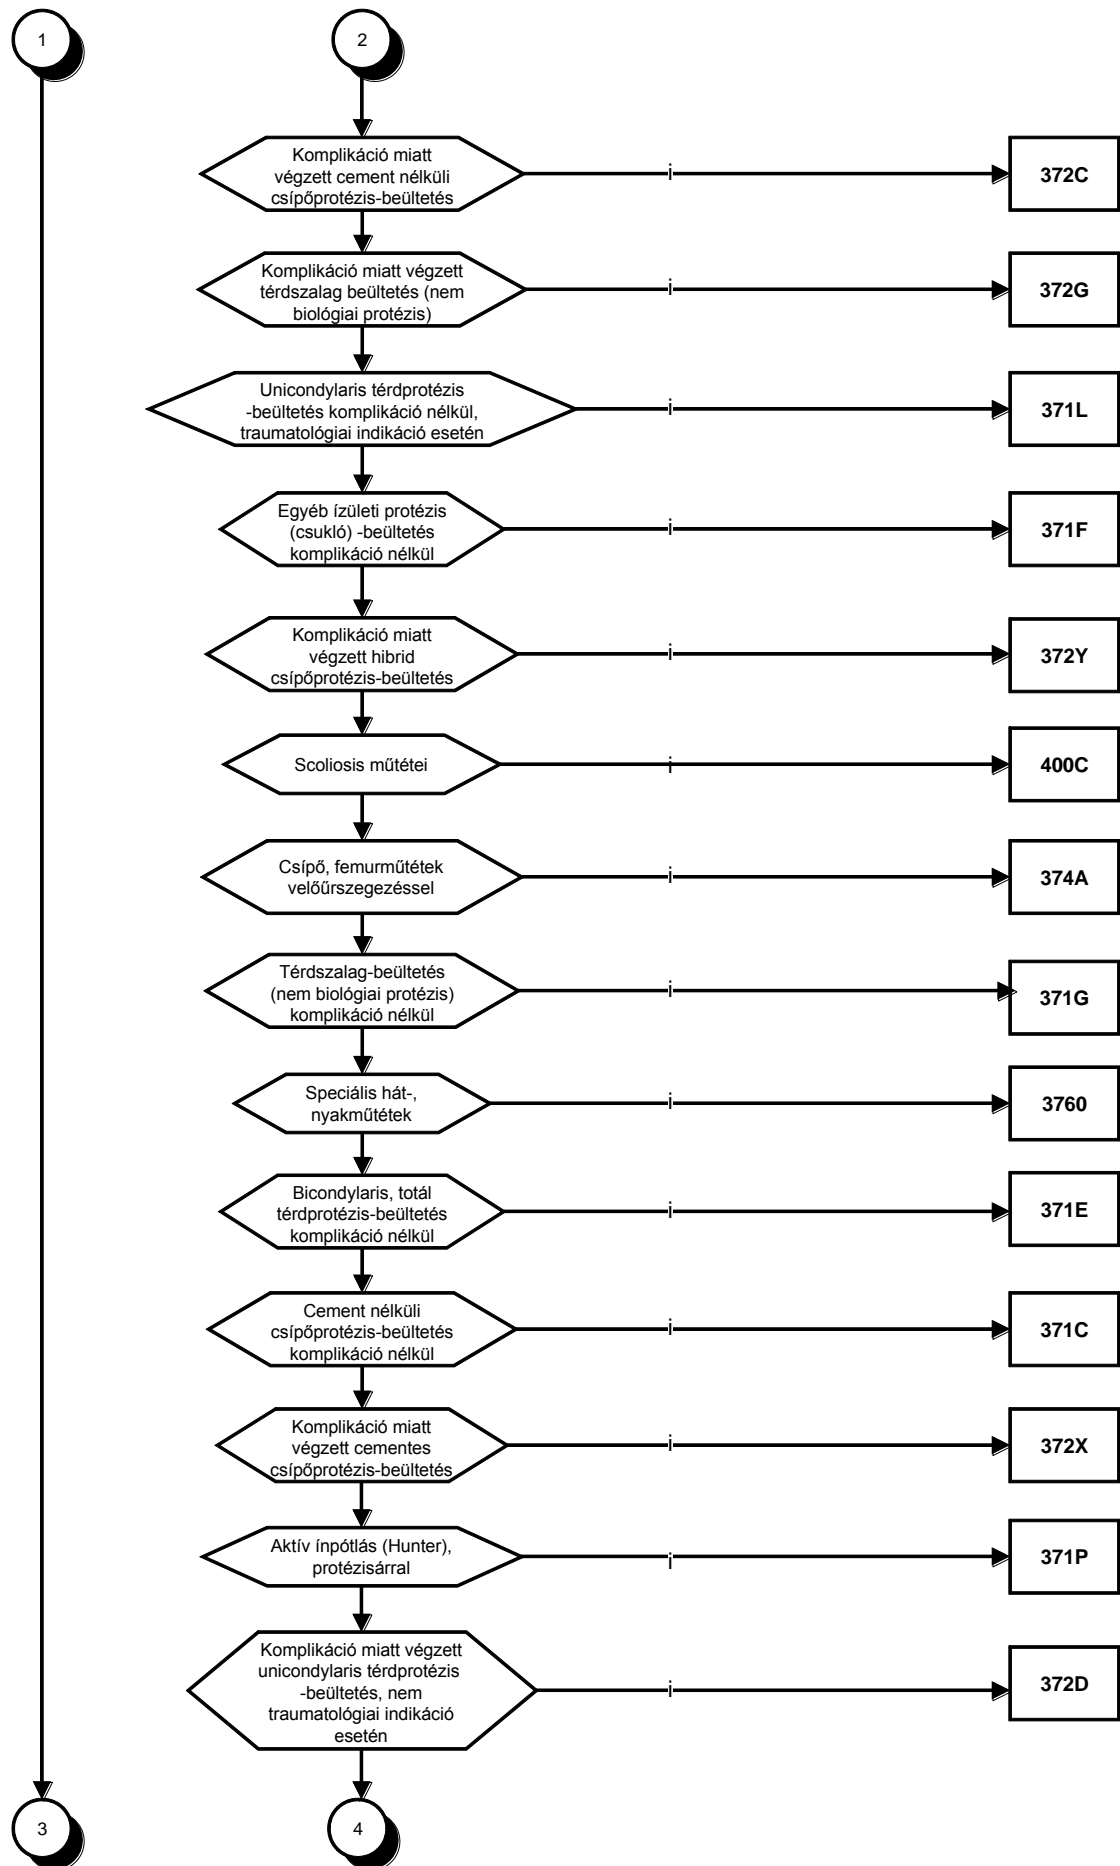 1
2
Komplikáció miatt
végzett cement nélküli
csípőprotézis-beültetés
i
372C
Komplikáció miatt végzett
térdszalag beültetés (nem
biológiai protézis)
i
372G
Unicondylaris térdprotézis
-beültetés komplikáció nélkül,
traumatológiai indikáció esetén
i
371L
Egyéb ízületi protézis
(csukló) -beültetés
komplikáció nélkül
i
371F
Komplikáció miatt
végzett hibrid
csípőprotézis-beültetés
i
372Y
Scoliosis műtétei
i
400C
Csípő, femurműtétek
velőűrszegezéssel
i
374A
Térdszalag-beültetés
(nem biológiai protézis)
komplikáció nélkül
i
371G
Speciális hát-,
nyakműtétek
i
3760
Bicondylaris, totál
térdprotézis-beültetés
komplikáció nélkül
i
371E
Cement nélküli
csípőprotézis-beültetés
komplikáció nélkül
i
371C
Komplikáció miatt
végzett cementes
csípőprotézis-beültetés
i
372X
Aktív ínpótlás (Hunter),
protézisárral
i
371P
Komplikáció miatt végzett
unicondylaris térdprotézis
-beültetés, nem
traumatológiai indikáció
esetén
i
372D
3
4